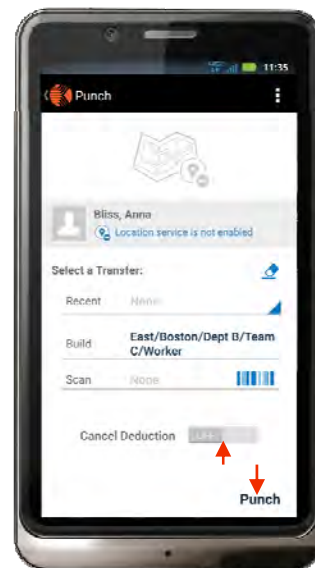 11:35
Punch
Bliss, Anna
Location service is not enabled
Select a Transfer:
Recent None
Build East/Boston/Dept B/Team
C/Worker
Scan None
Cancel Deduction OFF
Punch